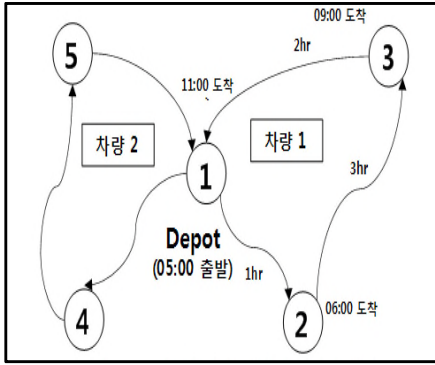 09:00 도착
5
2hr
3
11:00 도착
차량 2
차량 1
1
3hr
Depot
(05:00 출발)
1hr
4
2
06:00 도착